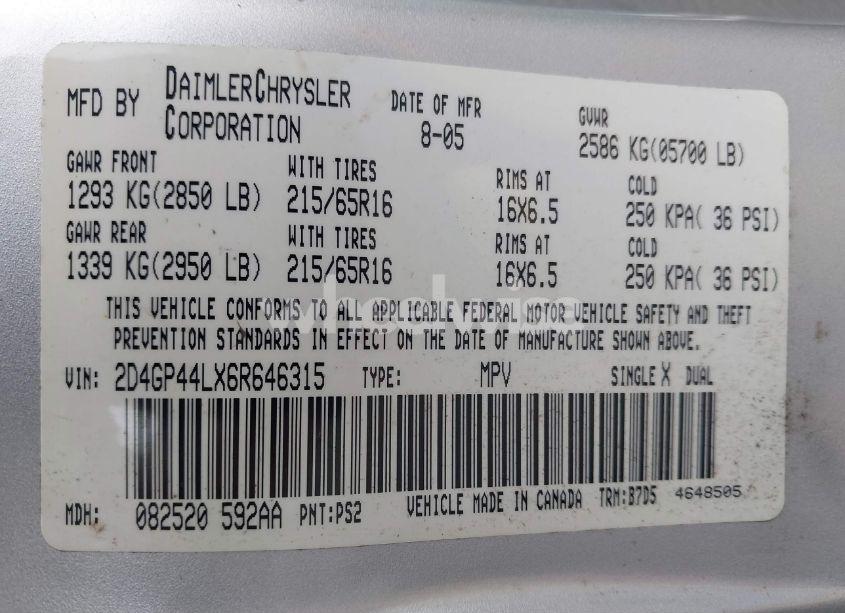 MFD BY DAIMLERCHRYSLER CORPORATION DATE OF MFR 8-05 GVWR 2586 KG(05700 LB)
GAWR FRONT WITH TIRES RIMS AT COLD
1293 KG(2850 LB) 215/65R16 16X6.5 250 KPA( 36 PSI)
GAWR REAR WITH TIRES RIMS AT COLD
1339 KG(2950 LB) 215/65R16 16X6.5 250 KPA( 36 PSI)
THIS VEHICLE CONFORMS TO ALL APPLICABLE FEDERAL MOTOR VEHICLE SAFETY AND THEFT
PREVENTION STANDARDS IN EFFECT ON THE DATE OF MANUFACTURE SHOWN ABOVE.
VIN: 2D4GP44LX6R646315 TYPE: MPV SINGLE X DUAL
MDH: 082520 592AA PNT:PS2 VEHICLE MADE IN CANADA TRM:B7D5 4648505